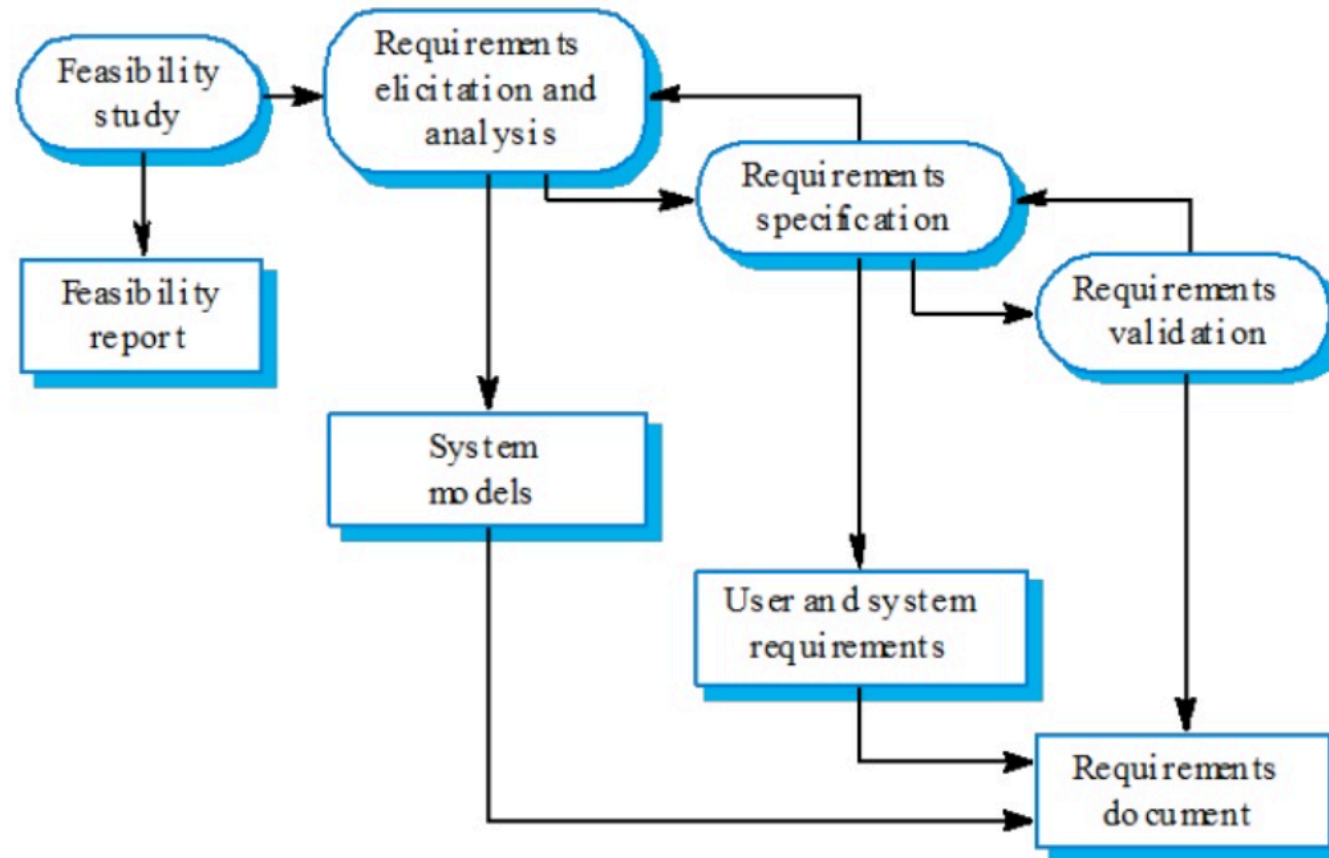 Feasibility
study
Requirements
elicitation and
analysis
Requirements
specification
Requirements
validation
Feasibility
report
System
models
User and system
requirements
Requirements
document